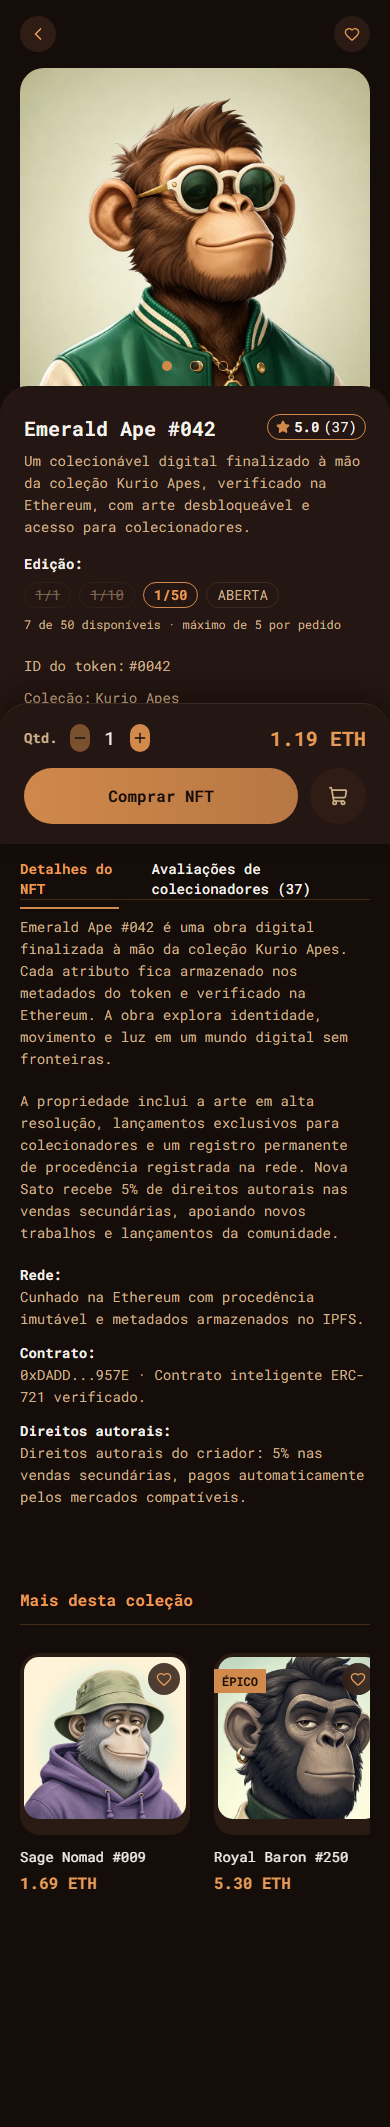 Emerald Ape #042
5.0 (37)
Um colecionável digital finalizado à mão
da coleção Kurio Apes, verificado na
Ethereum, com arte desbloqueável e
acesso para colecionadores.
Edição:
1/1 1/10 1/50 ABERTA
7 de 50 disponíveis · máximo de 5 por pedido
ID do token: #0042
Coleção: Kurio Apes
Qtd. − 1 + 1.19 ETH
Comprar NFT
Detalhes do
NFT
Avaliações de
colecionadores (37)
Emerald Ape #042 é uma obra digital
finalizada à mão da coleção Kurio Apes.
Cada atributo fica armazenado nos
metadados do token e verificado na
Ethereum. A obra explora identidade,
movimento e luz em um mundo digital sem
fronteiras.
A propriedade inclui a arte em alta
resolução, lançamentos exclusivos para
colecionadores e um registro permanente
de procedência registrada na rede. Nova
Sato recebe 5% de direitos autorais nas
vendas secundárias, apoiando novos
trabalhos e lançamentos da comunidade.
Rede:
Cunhado na Ethereum com procedência
imutável e metadados armazenados no IPFS.
Contrato:
0xDADD...957E · Contrato inteligente ERC-
721 verificado.
Direitos autorais:
Direitos autorais do criador: 5% nas
vendas secundárias, pagos automaticamente
pelos mercados compatíveis.
Mais desta coleção
ÉPICO
Sage Nomad #009
1.69 ETH
Royal Baron #250
5.30 ETH